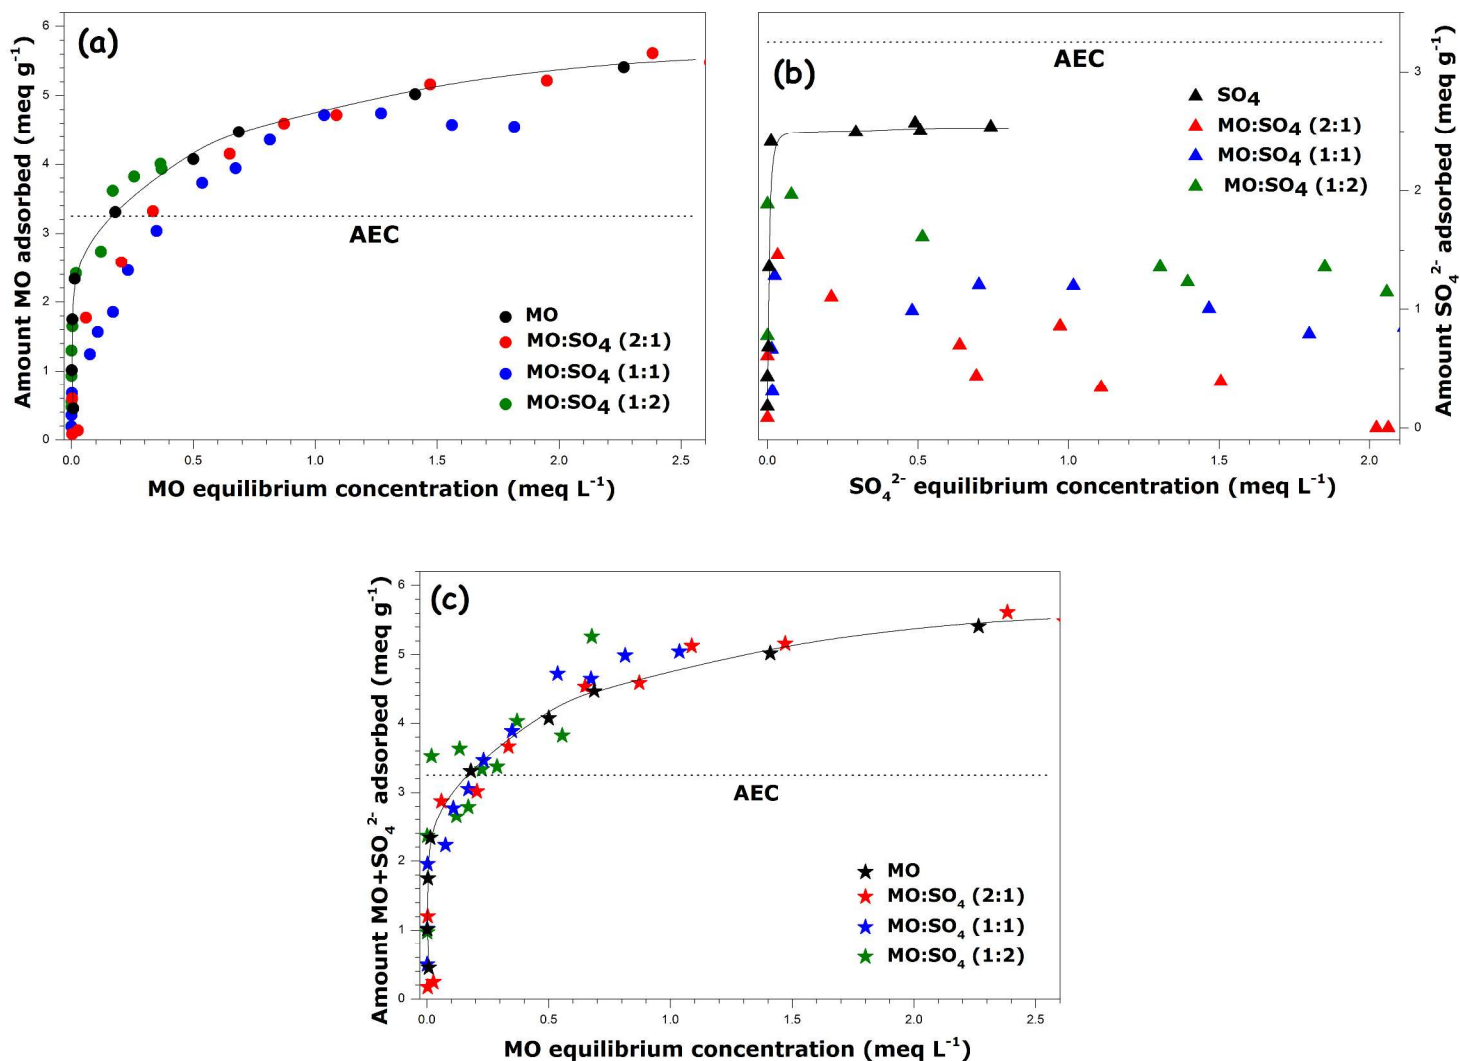 (a)
Amount MO adsorbed (meq g⁻¹)
6
5
4
3
2
1
0
AEC
MO
MO:SO₄ (2:1)
MO:SO₄ (1:1)
MO:SO₄ (1:2)
0.0 0.5 1.0 1.5 2.0 2.5
MO equilibrium concentration (meq L⁻¹)
(b)
AEC
SO₄
MO:SO₄ (2:1)
MO:SO₄ (1:1)
MO:SO₄ (1:2)
3
2
1
0
Amount SO₄²⁻ adsorbed (meq g⁻¹)
0.0 0.5 1.0 1.5 2.0
SO₄²⁻ equilibrium concentration (meq L⁻¹)
(c)
Amount MO+SO₄²⁻ adsorbed (meq g⁻¹)
6
5
4
3
2
1
0
AEC
MO
MO:SO₄ (2:1)
MO:SO₄ (1:1)
MO:SO₄ (1:2)
0.0 0.5 1.0 1.5 2.0 2.5
MO equilibrium concentration (meq L⁻¹)